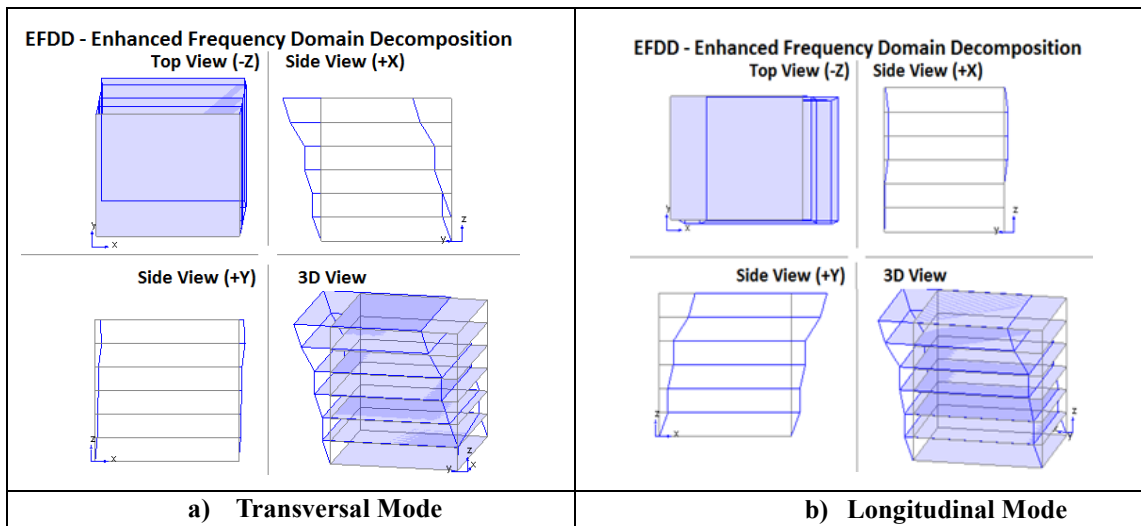 EFDD - Enhanced Frequency Domain Decomposition
Top View (-Z) Side View (+X)
y
x
z
y
Side View (+Y) 3D View
z
x
z
y
x
a) Transversal Mode
EFDD - Enhanced Frequency Domain Decomposition
Top View (-Z) Side View (+X)
y
x
z
y
Side View (+Y) 3D View
z
x
z
y
b) Longitudinal Mode